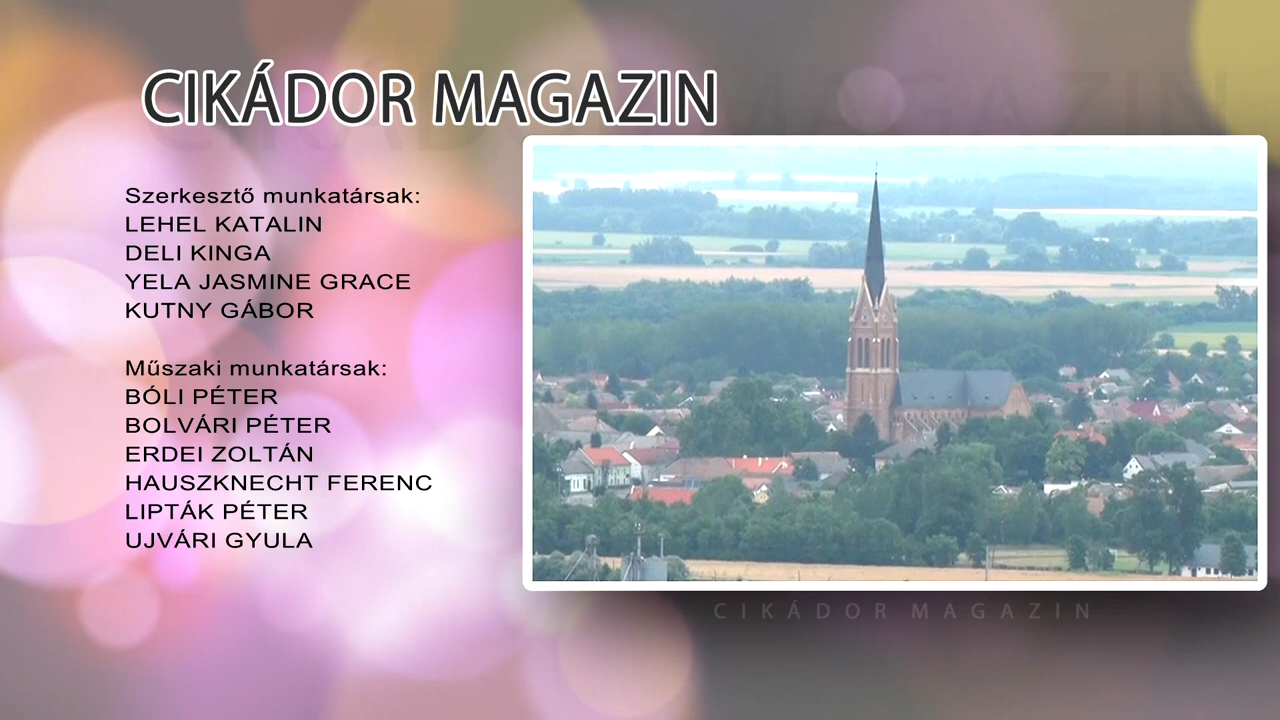 CIKÁDOR MAGAZIN
Szerkesztő munkatársak:
LEHEL KATALIN
DELI KINGA
YELA JASMINE GRACE
KUTNY GÁBOR
Műszaki munkatársak:
BÓLI PÉTER
BOLVÁRI PÉTER
ERDEI ZOLTÁN
HAUSZKNECHT FERENC
LIPTÁK PÉTER
UJVÁRI GYULA
CIKÁDOR MAGAZIN